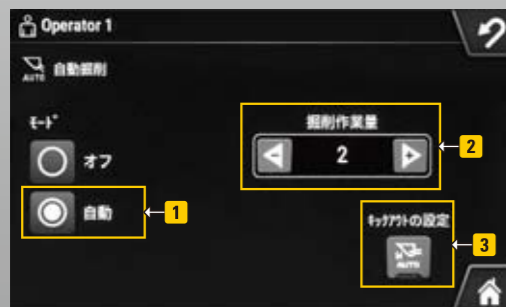 Operator 1
AUTO 自動掘削
ﾓｰﾄﾞ
オフ
自動
1
掘削作業量
2
2
ｷｯｸｱｳﾄの設定
AUTO
3